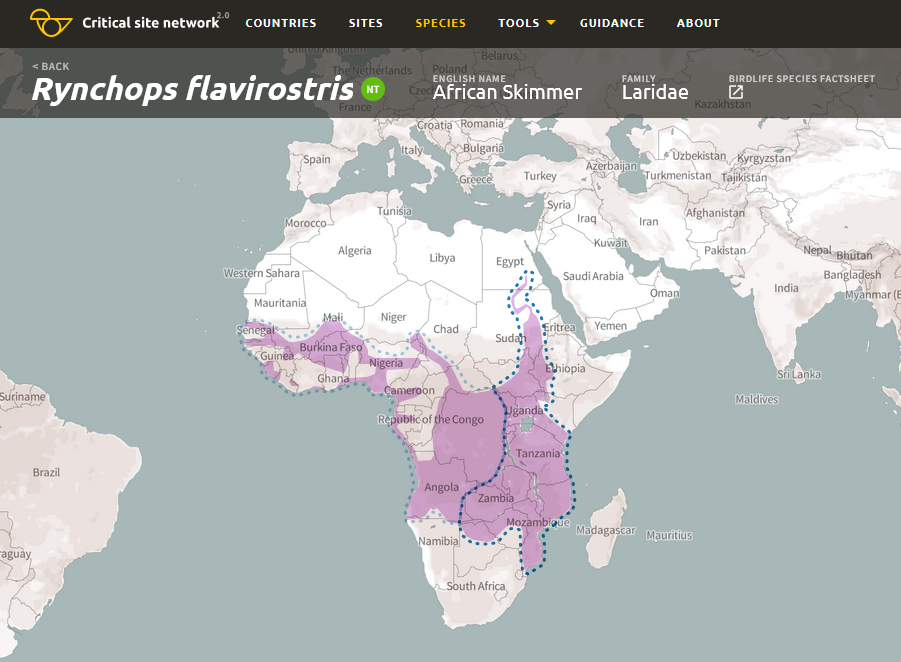 Critical site network 2.0 COUNTRIES SITES SPECIES TOOLS GUIDANCE ABOUT
United Kingdom
Belarus
< BACK
The Netherlands
Poland
Rynchops flavirostris NT
ENGLISH NAME
African Skimmer
FAMILY
Laridae
BIRDLIFE SPECIES FACTSHEET
France
Kazakhstan
Croatia
Romania
Italy
Bulgaria
Spain
Greece
Turkey
Azerbaijan
Uzbekistan
Kyrgyzstan
Turkmenistan
Tajikistan
Tunisia
Syria
Morocco
Iraq
Iran
Afghanistan
Kuwait
Pakistan
Algeria
Libya
Egypt
Nepal
Bhutan
Western Sahara
Saudi Arabia
Bangladesh
Mauritania
Oman
India
Myanmar (B
Mali
Niger
Chad
Senegal
Sudan
Eritrea
Yemen
Burkina Faso
Guinea
Nigeria
Ethiopia
Ghana
Sri Lanka
Cameroon
Suriname
Maldives
Uganda
Republic of the Congo
Tanzania
Brazil
Angola
Zambia
Mozambique
Madagascar
Mauritius
Namibia
raguay
South Africa